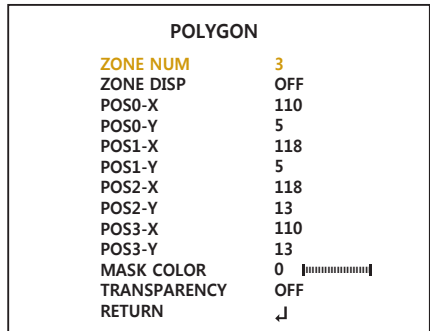 POLYGON
ZONE NUM 3
ZONE DISP OFF
POS0-X 110
POS0-Y 5
POS1-X 118
POS1-Y 5
POS2-X 118
POS2-Y 13
POS3-X 110
POS3-Y 13
MASK COLOR 0
TRANSPARENCY OFF
RETURN ↲